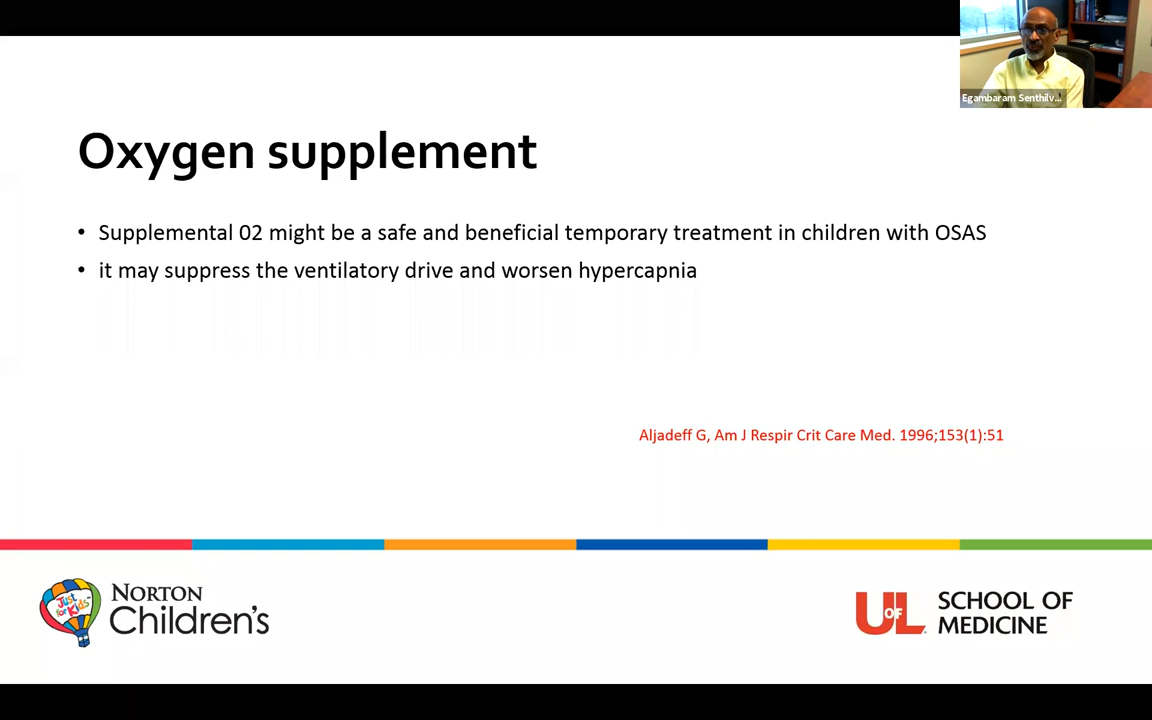 Egambaram Senthilv...
Oxygen supplement
• Supplemental 02 might be a safe and beneficial temporary treatment in children with OSAS
• it may suppress the ventilatory drive and worsen hypercapnia
Aljadeff G, Am J Respir Crit Care Med. 1996;153(1):51
Just
for Kids
NORTON
Children's
UOFL
SCHOOL OF
MEDICINE